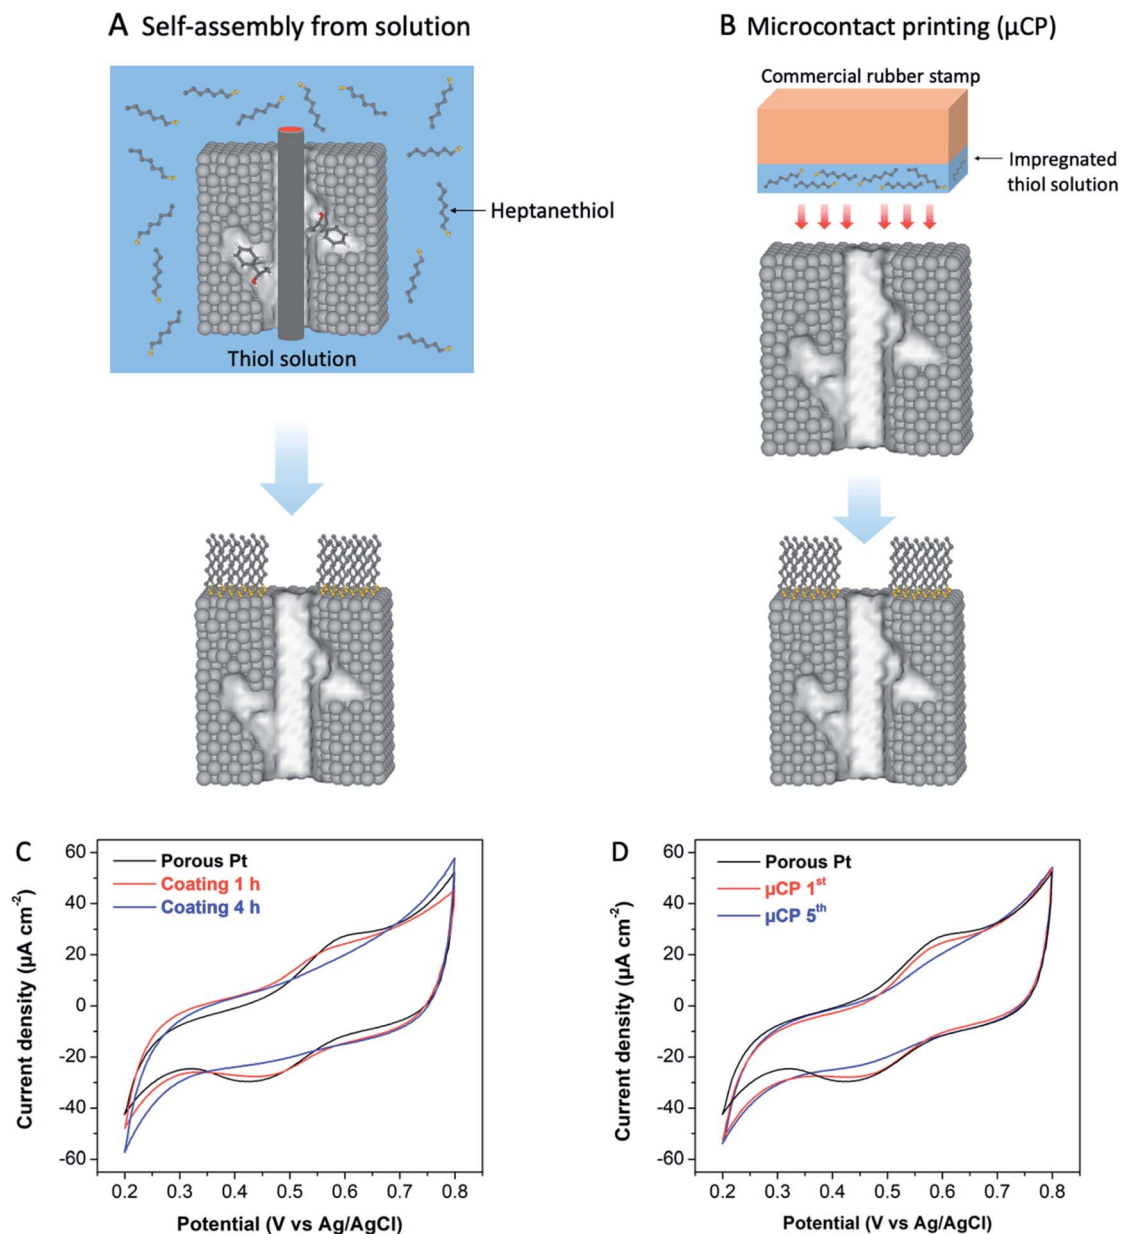 A Self-assembly from solution
Heptanethiol
Thiol solution
B Microcontact printing (μCP)
Commercial rubber stamp
Impregnated
thiol solution
C
Porous Pt
Coating 1 h
Coating 4 h
Current density (μA cm⁻²)
60
40
20
0
-20
-40
-60
0.2 0.3 0.4 0.5 0.6 0.7 0.8
Potential (V vs Ag/AgCl)
D
Porous Pt
μCP 1ˢᵗ
μCP 5ᵗʰ
Current density (μA cm⁻²)
60
40
20
0
-20
-40
-60
0.2 0.3 0.4 0.5 0.6 0.7 0.8
Potential (V vs Ag/AgCl)